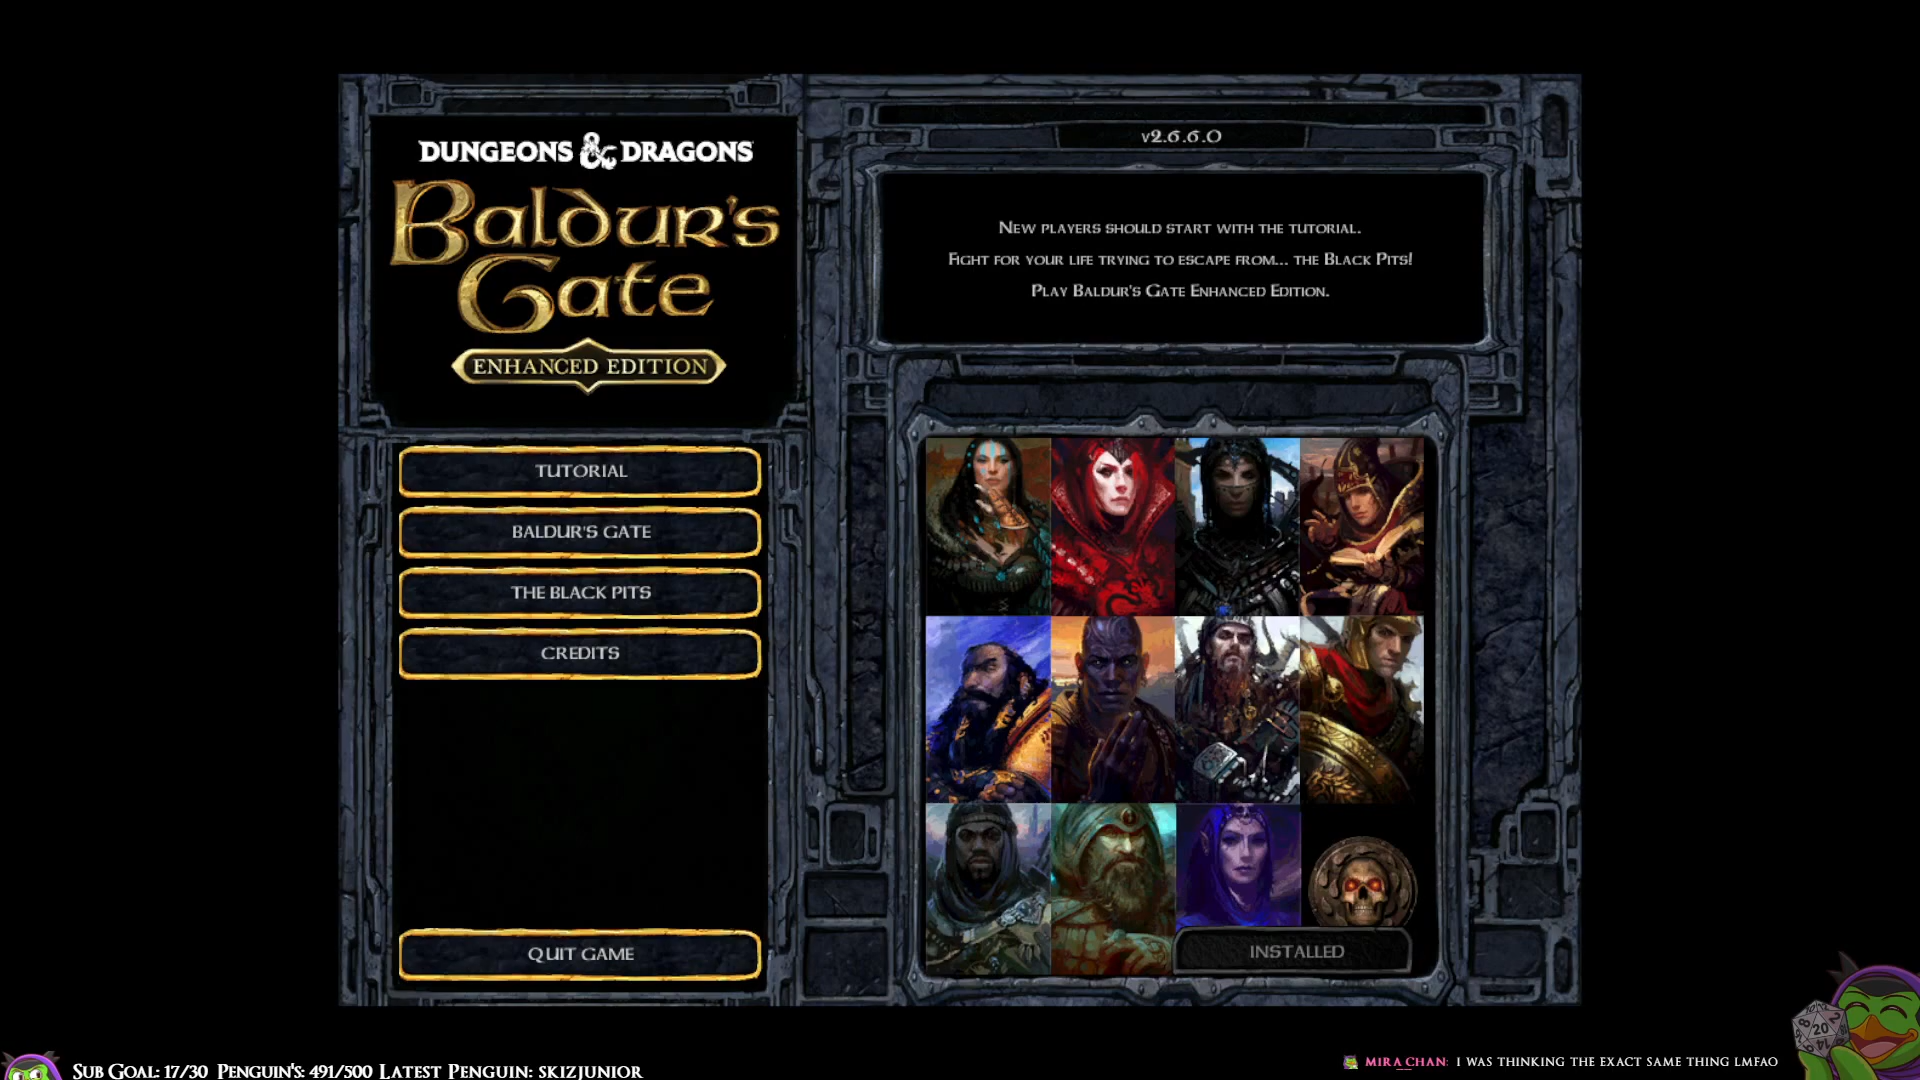 DUNGEONS & DRAGONS
Baldur's
Gate
ENHANCED EDITION
v2.6.6.0
New players should start with the tutorial.
Fight for your life trying to escape from... the Black Pits!
Play Baldur's Gate Enhanced Edition.
TUTORIAL
BALDUR'S GATE
THE BLACK PITS
CREDITS
QUIT GAME
INSTALLED
Sub Goal: 17/30 Penguin's: 491/500 Latest Penguin: skizjunior
MIRA_CHAN: I WAS THINKING THE EXACT SAME THING LMFAO
20